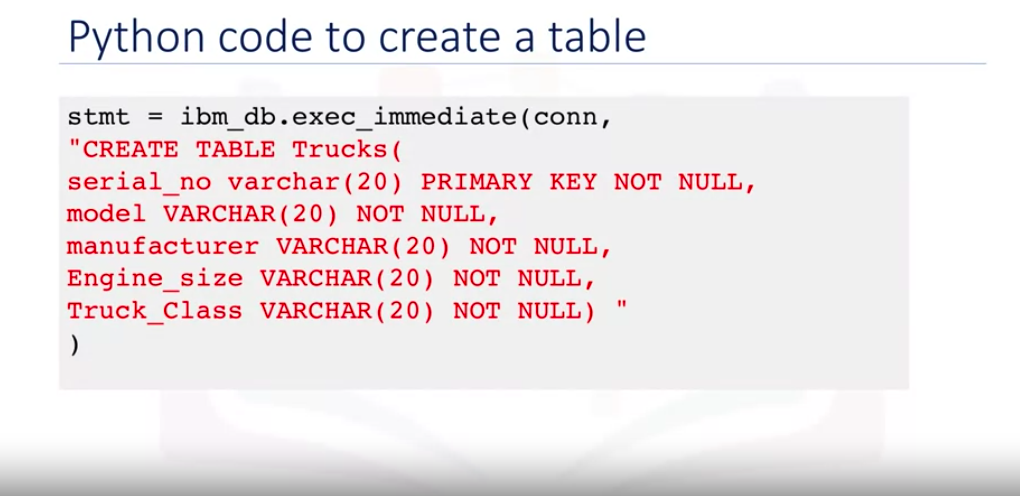 Python code to create a table
stmt = ibm_db.exec_immediate(conn,
"CREATE TABLE Trucks(
serial_no varchar(20) PRIMARY KEY NOT NULL,
model VARCHAR(20) NOT NULL,
manufacturer VARCHAR(20) NOT NULL,
Engine_size VARCHAR(20) NOT NULL,
Truck_Class VARCHAR(20) NOT NULL) "
)